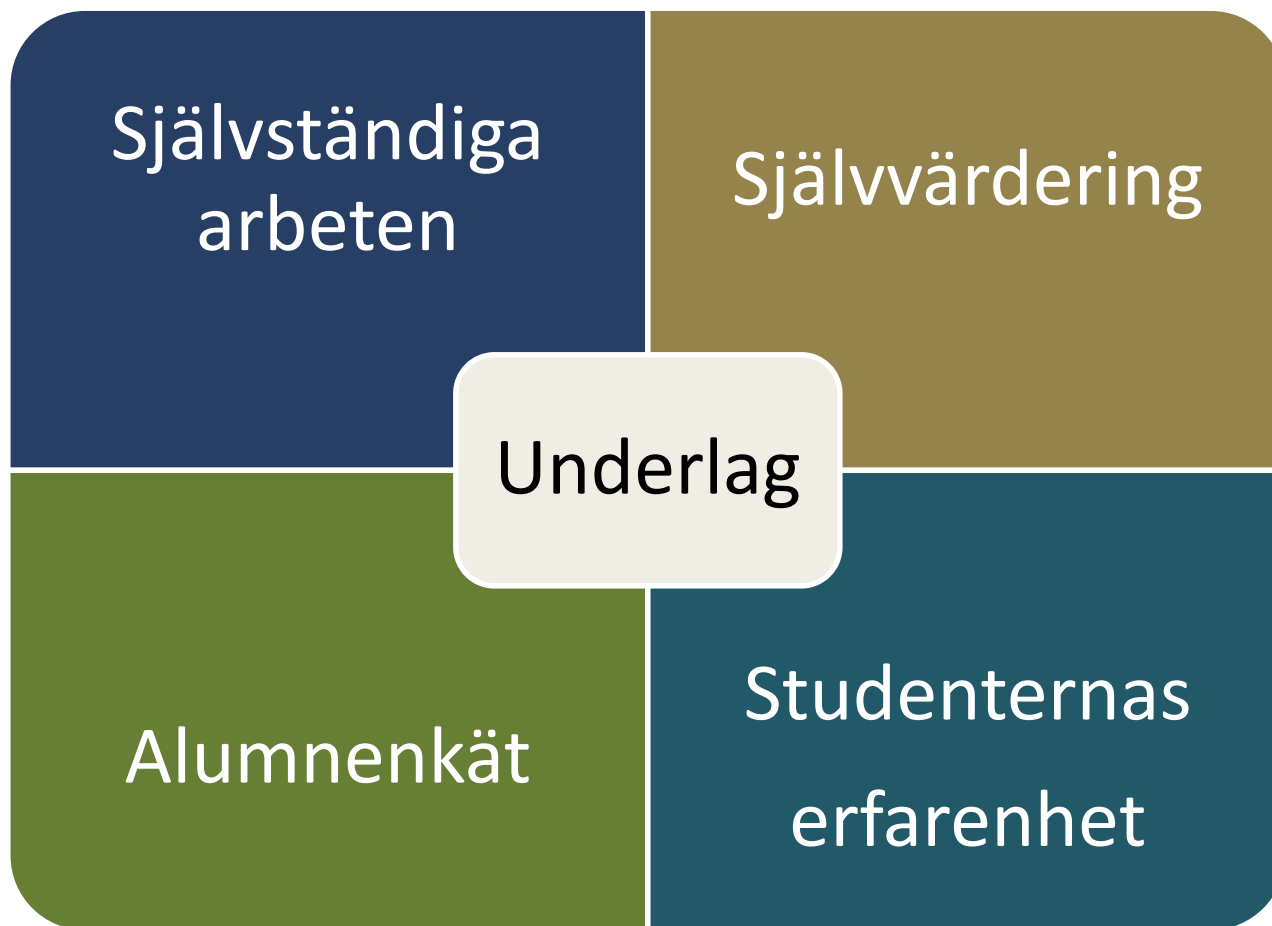 Självständiga
arbeten
Självvärdering
Underlag
Alumnenkät
Studenternas
erfarenhet